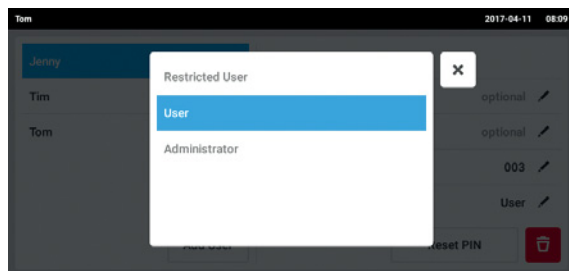 Tom 2017-04-11 08:09
Jenny
Restricted User
Tim optional
User
Tom optional
Administrator
003
User
Add User Reset PIN